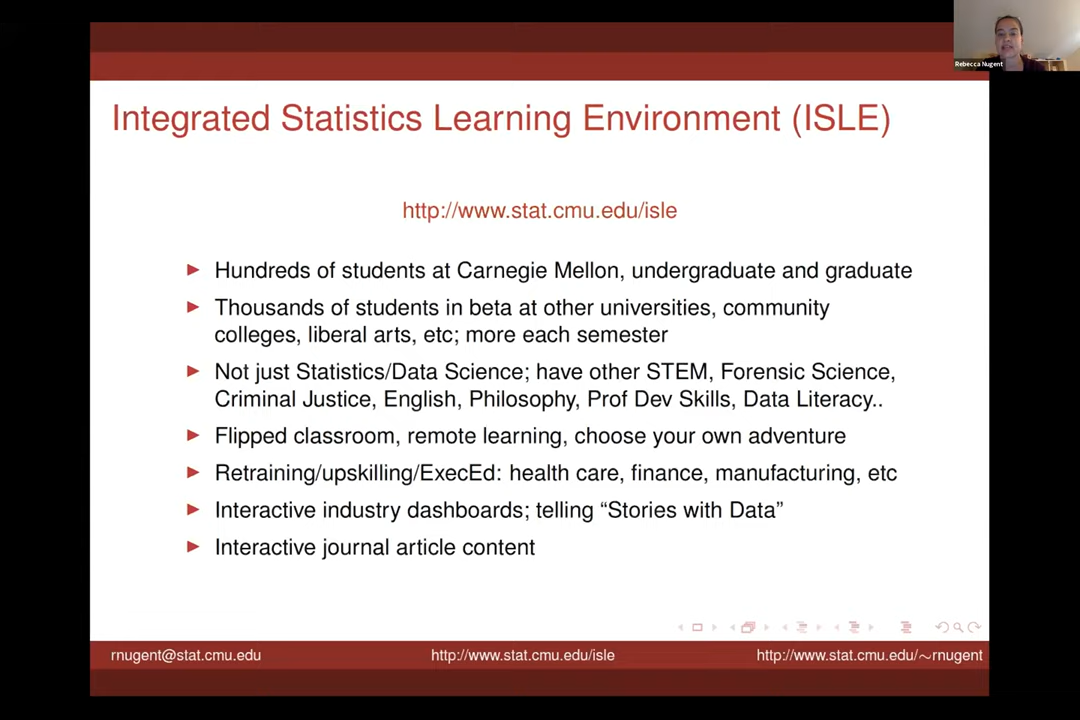 Rebecca Nugent
Integrated Statistics Learning Environment (ISLE)
http://www.stat.cmu.edu/isle
Hundreds of students at Carnegie Mellon, undergraduate and graduate
Thousands of students in beta at other universities, community
colleges, liberal arts, etc; more each semester
Not just Statistics/Data Science; have other STEM, Forensic Science,
Criminal Justice, English, Philosophy, Prof Dev Skills, Data Literacy..
Flipped classroom, remote learning, choose your own adventure
Retraining/upskilling/ExecEd: health care, finance, manufacturing, etc
Interactive industry dashboards; telling “Stories with Data”
Interactive journal article content
rnugent@stat.cmu.edu http://www.stat.cmu.edu/isle http://www.stat.cmu.edu/∼rnugent